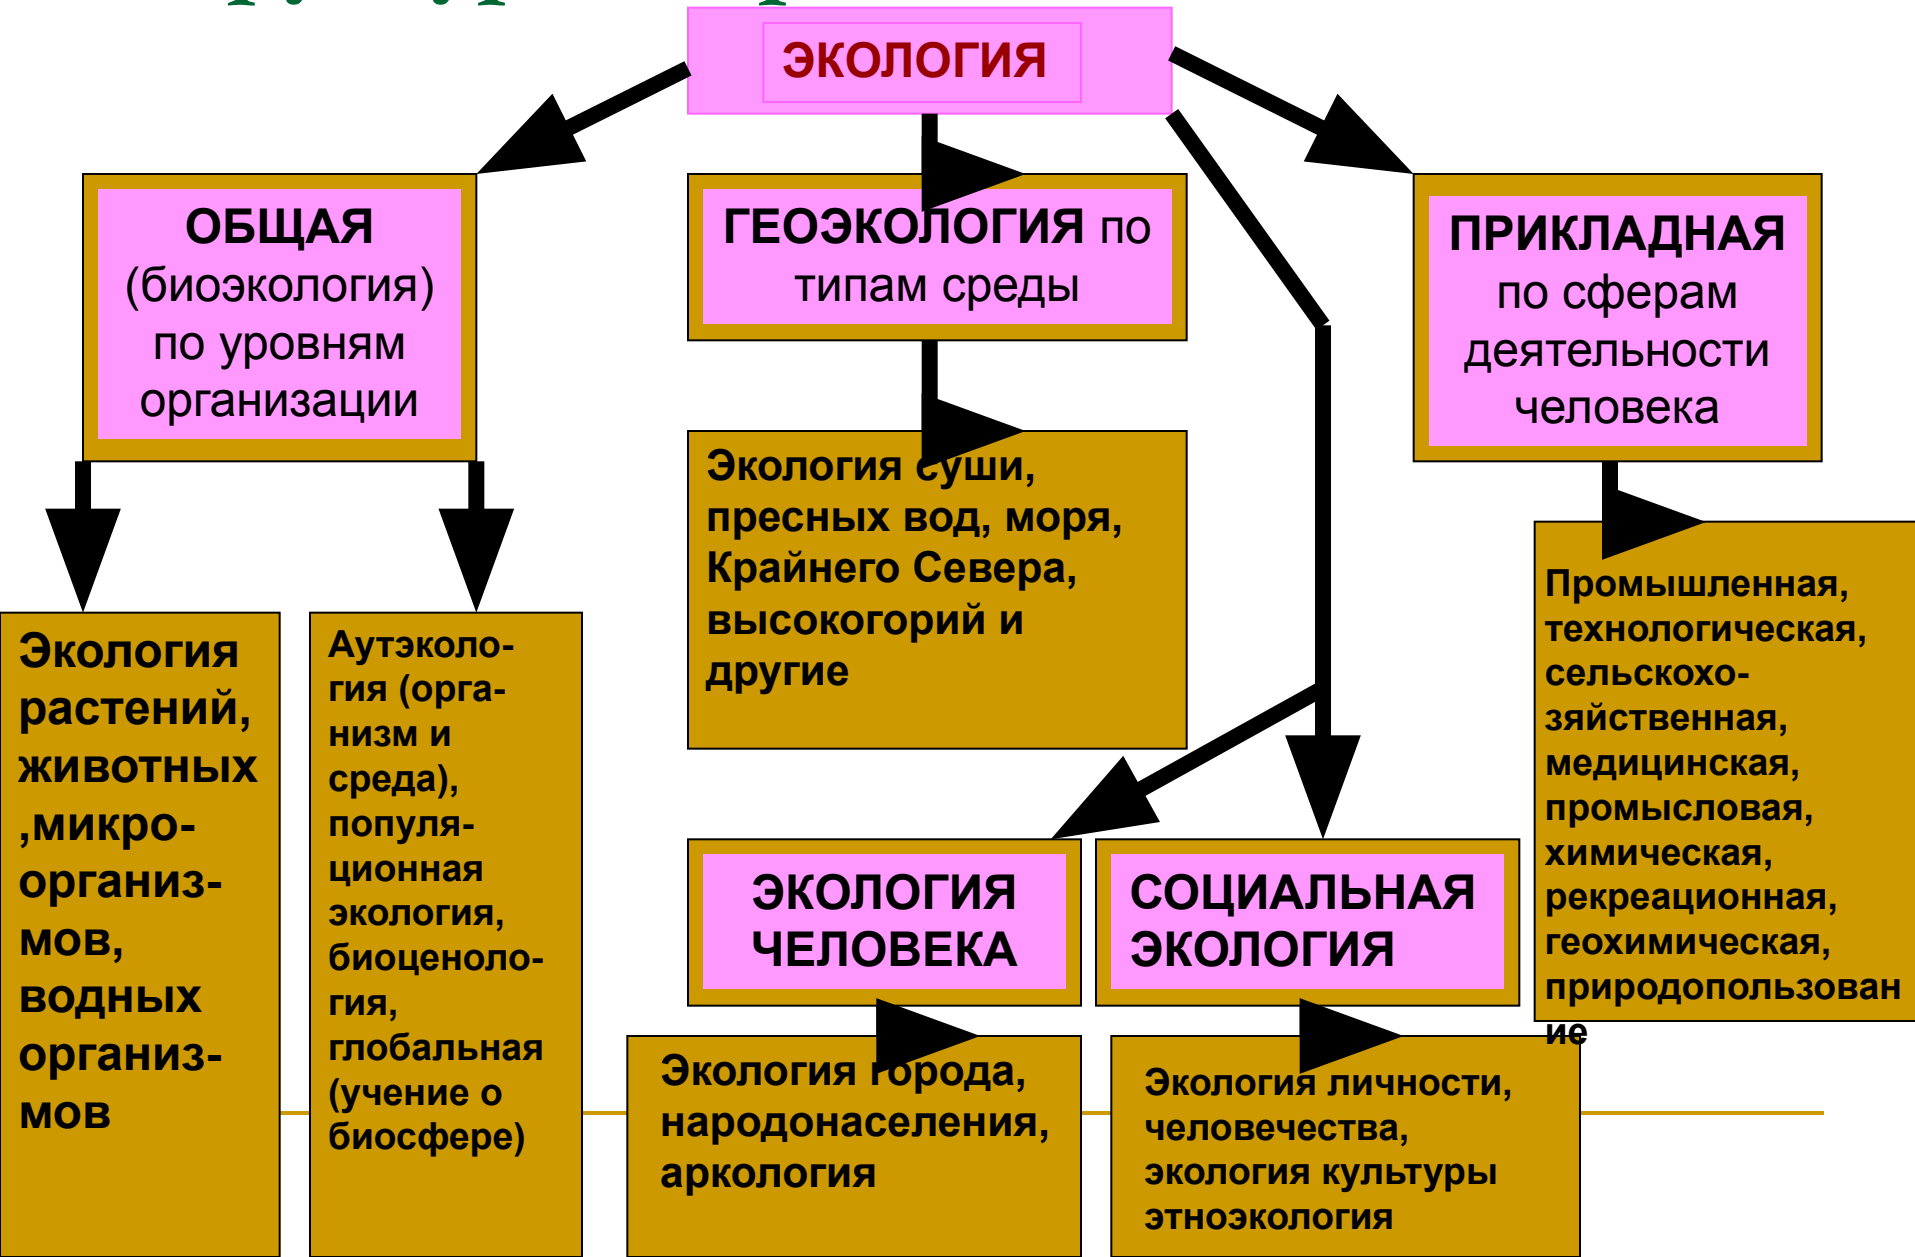 ЭКОЛОГИЯ
ОБЩАЯ
(биоэкология)
по уровням
организации
ГЕОЭКОЛОГИЯ по
типам среды
ПРИКЛАДНАЯ
по сферам
деятельности
человека
Экология
растений,
животных
,микро-
организ-
мов,
водных
организ-
мов
Аутэколо-
гия (орга-
низм и
среда),
популя-
ционная
экология,
биоценоло-
гия,
глобальная
(учение о
биосфере)
Экология суши,
пресных вод, моря,
Крайнего Севера,
высокогорий и
другие
ЭКОЛОГИЯ
ЧЕЛОВЕКА
Экология города,
народонаселения,
аркология
СОЦИАЛЬНАЯ
ЭКОЛОГИЯ
Экология личности,
человечества,
экология культуры
этноэкология
Промышленная,
технологическая,
сельскохо-
зяйственная,
медицинская,
промысловая,
химическая,
рекреационная,
геохимическая,
природопользован
ие